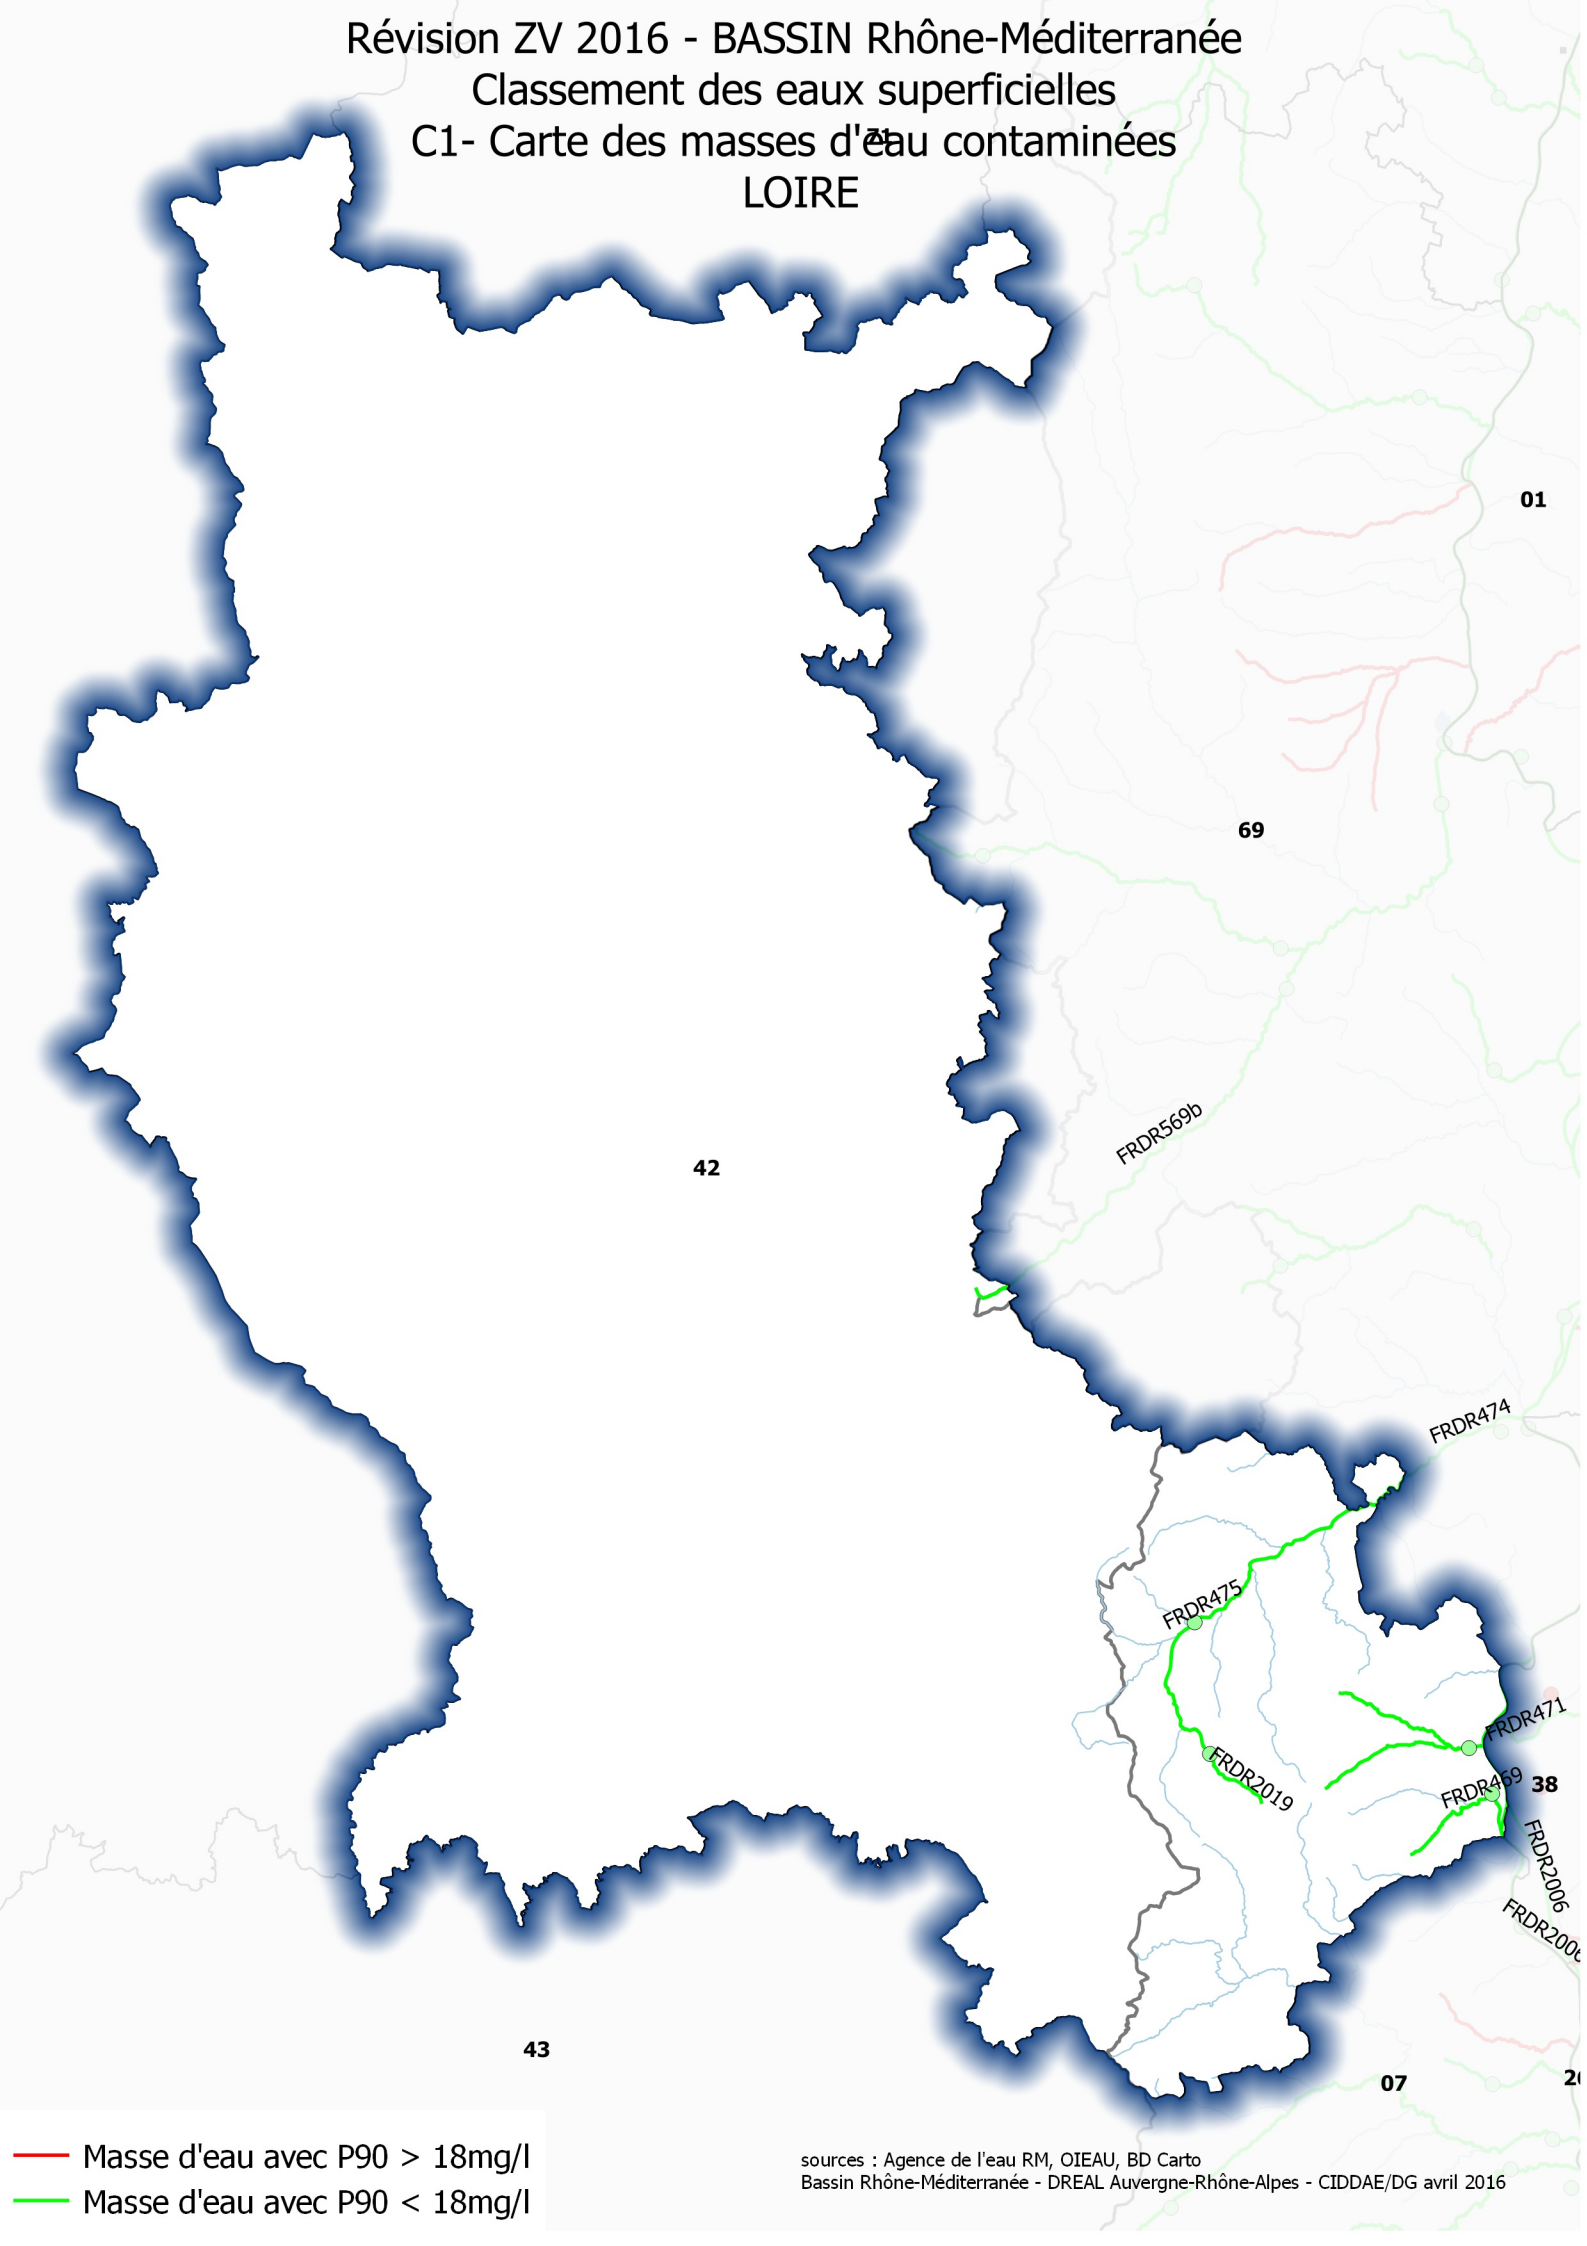 Révision ZV 2016 - BASSIN Rhône-Méditerranée
Classement des eaux superficielles
C1- Carte des masses d'eau contaminées
LOIRE
71
01
69
42
FRDR569b
FRDR474
FRDR475
FRDR471
FRDR2019
FRDR469
38
FRDR2006
FRDR2006
43
07
Masse d'eau avec P90 > 18mg/l
Masse d'eau avec P90 < 18mg/l
sources : Agence de l'eau RM, OIEAU, BD Carto
Bassin Rhône-Méditerranée - DREAL Auvergne-Rhône-Alpes - CIDDAE/DG avril 2016